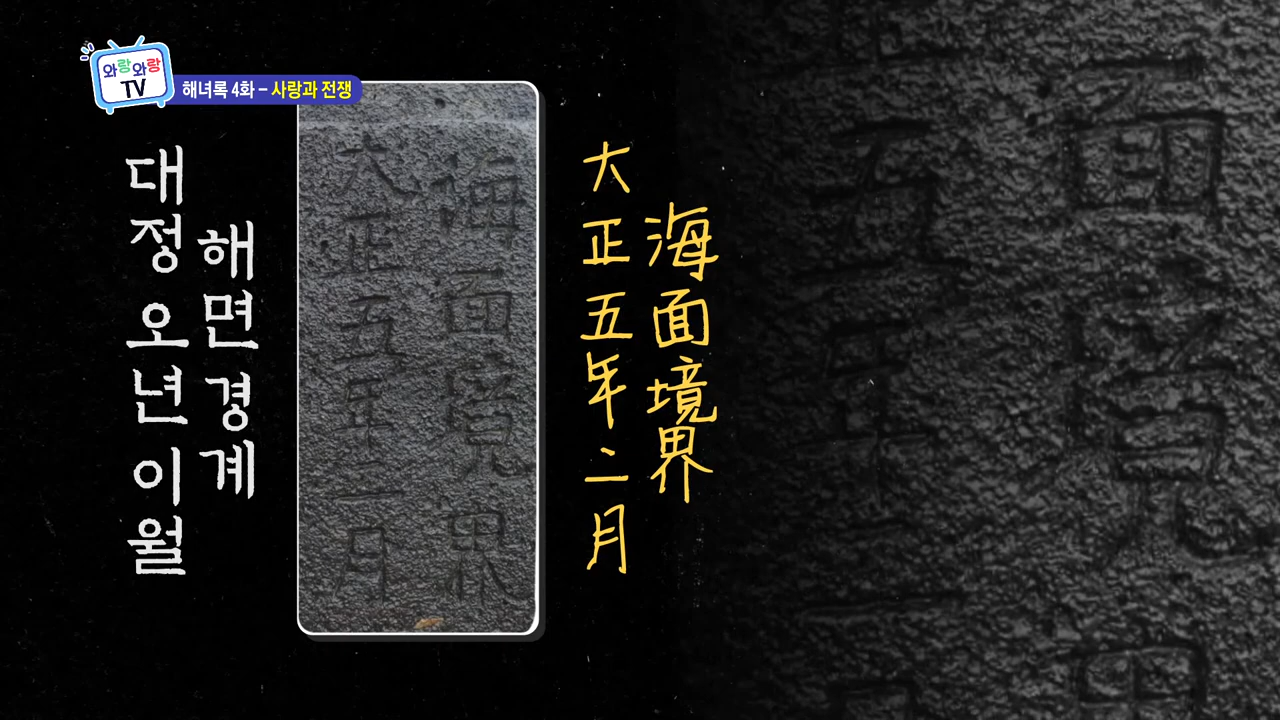 와랑와랑
TV
해녀록 4화 - 사랑과 전쟁
해면 경계
대정 오년 이월
海面境界
大正五年二月
海面境界
大正五年二月